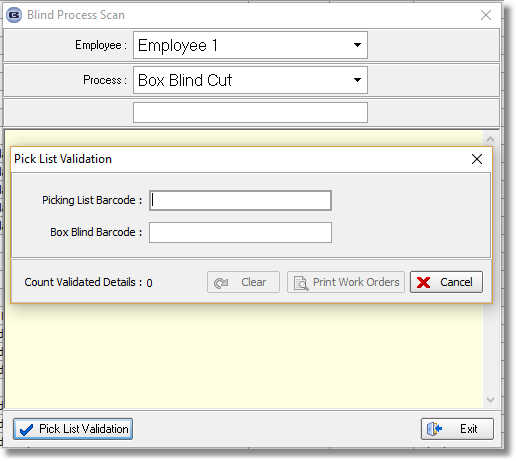 Blind Process Scan
Employee : Employee 1
Process : Box Blind Cut
Pick List Validation
Picking List Barcode :
Box Blind Barcode :
Count Validated Details : 0 Clear Print Work Orders Cancel
Pick List Validation Exit